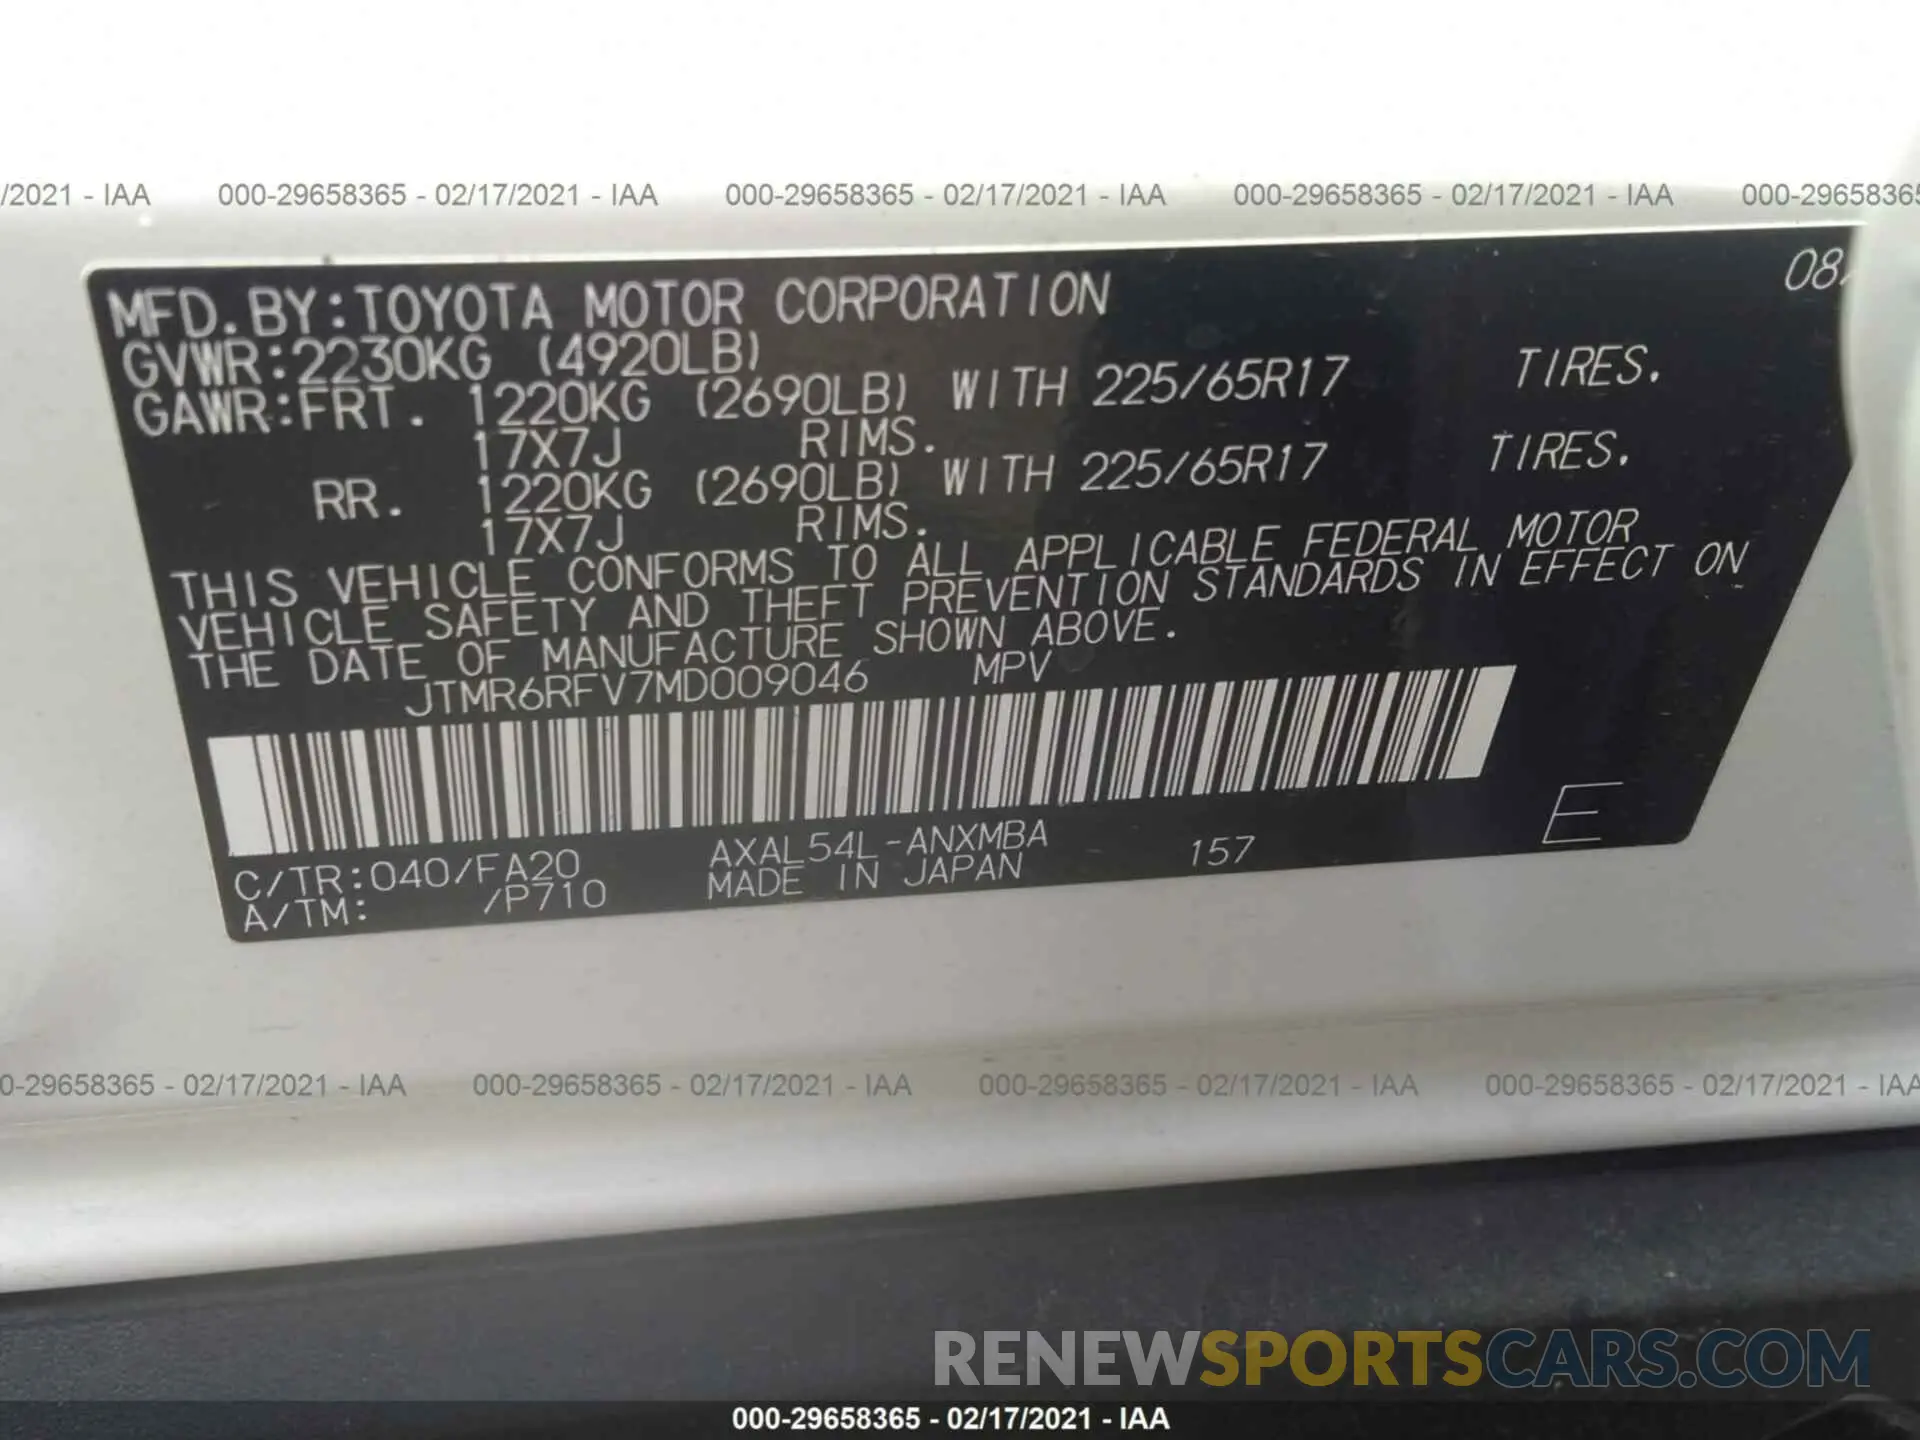 /2021 - IAA 000-29658365 - 02/17/2021 - IAA 000-29658365 - 02/17/2021 - IAA 000-29658365 - 02/17/2021 - IAA 000-29658365
08/
MFD. BY:TOYOTA MOTOR CORPORATION
GVWR:2230KG (4920LB)
GAWR:FRT. 1220KG (2690LB) WITH 225/65R17 TIRES.
17X7J RIMS.
RR. 1220KG (2690LB) WITH 225/65R17 TIRES.
17X7J RIMS.
THIS VEHICLE CONFORMS TO ALL APPLICABLE FEDERAL MOTOR
VEHICLE SAFETY AND THEFT PREVENTION STANDARDS IN EFFECT ON
THE DATE OF MANUFACTURE SHOWN ABOVE.
JTMR6RFV7MD009046 MPV
C/TR:040/FA20 AXAL54L-ANXMBA 157 E
A/TM: /P710 MADE IN JAPAN
0-29658365 - 02/17/2021 - IAA 000-29658365 - 02/17/2021 - IAA 000-29658365 - 02/17/2021 - IAA 000-29658365 - 02/17/2021 - IAA
RENEWSPORTSCARS.COM
000-29658365 - 02/17/2021 - IAA